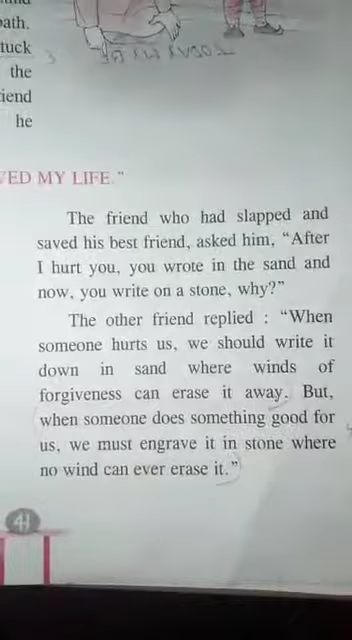 ath.
tuck
the
iend
he
VED MY LIFE."
The friend who had slapped and
saved his best friend, asked him, "After
I hurt you, you wrote in the sand and
now, you write on a stone, why?"
The other friend replied : "When
someone hurts us, we should write it
down in sand where winds of
forgiveness can erase it away. But,
when someone does something good for
us, we must engrave it in stone where
no wind can ever erase it."
41